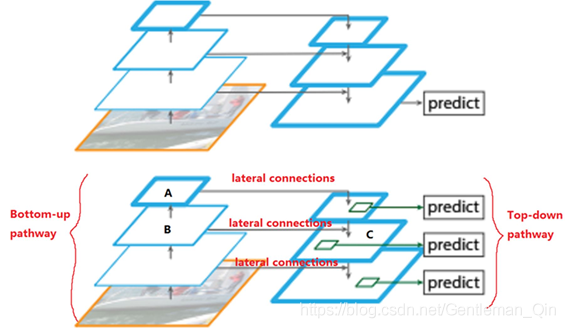 predict
lateral connections
A
predict
Bottom-up
pathway
B
lateral connections
C
predict
Top-down
pathway
lateral connections
predict
https://blog.csdn.net/Gentleman_Qin